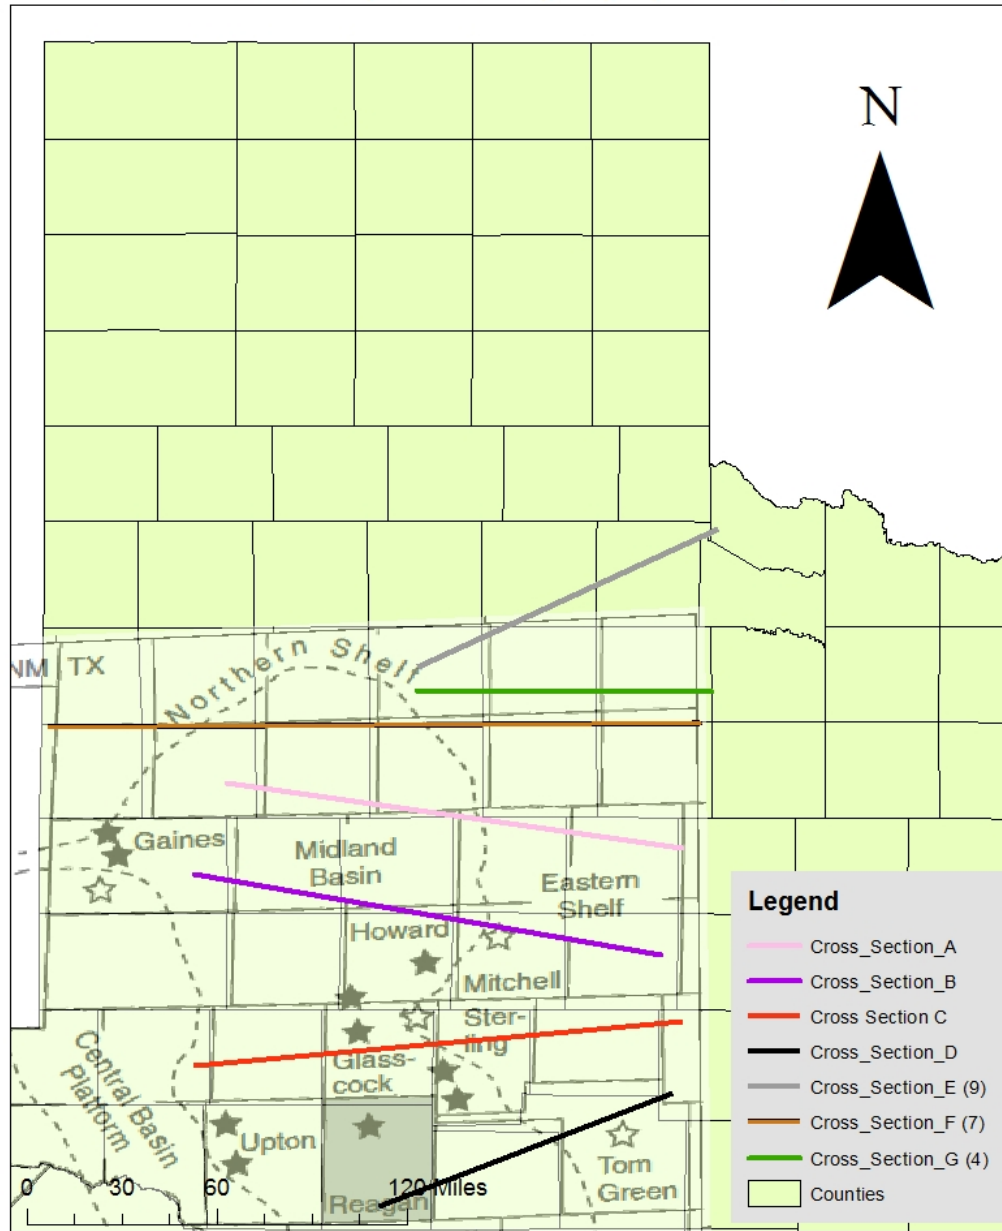 N
NM TX
Northern Shelf
Gaines
Midland
Basin
Eastern
Shelf
Howard
Mitchell
Ster-
ling
Glass-
cock
Central Basin
Platform
Upton
Tom
Green
Reagan
0 30 60 120 Miles
Legend
Cross_Section_A
Cross_Section_B
Cross Section C
Cross_Section_D
Cross_Section_E (9)
Cross_Section_F (7)
Cross_Section_G (4)
Counties